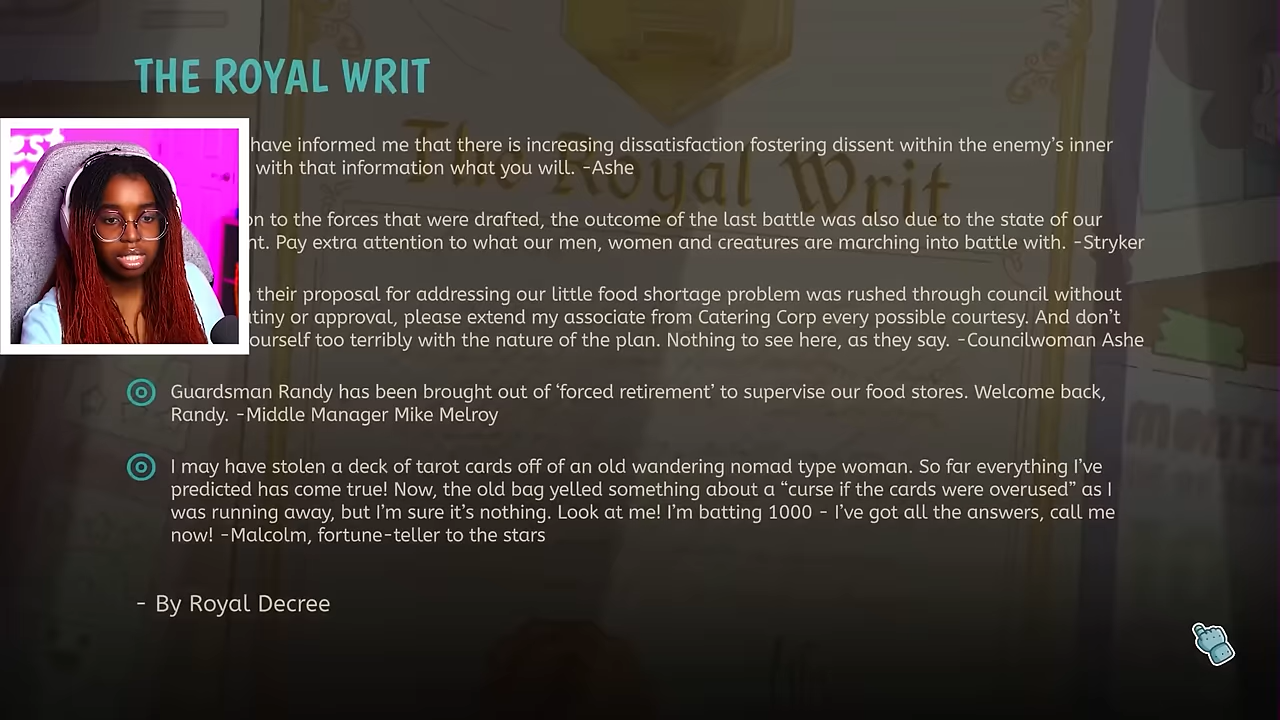 THE ROYAL WRIT
have informed me that there is increasing dissatisfaction fostering dissent within the enemy's inner
with that information what you will. -Ashe
to the forces that were drafted, the outcome of the last battle was also due to the state of our
Pay extra attention to what our men, women and creatures are marching into battle with. -Stryker
their proposal for addressing our little food shortage problem was rushed through council without
or approval, please extend my associate from Catering Corp every possible courtesy. And don't
too terribly with the nature of the plan. Nothing to see here, as they say. -Councilwoman Ashe
Guardsman Randy has been brought out of 'forced retirement' to supervise our food stores. Welcome back,
Randy. -Middle Manager Mike Melroy
I may have stolen a deck of tarot cards off of an old wandering nomad type woman. So far everything I've
predicted has come true! Now, the old bag yelled something about a "curse if the cards were overused" as I
was running away, but I'm sure it's nothing. Look at me! I'm batting 1000 - I've got all the answers, call me
now! -Malcolm, fortune-teller to the stars
- By Royal Decree
The Royal Writ